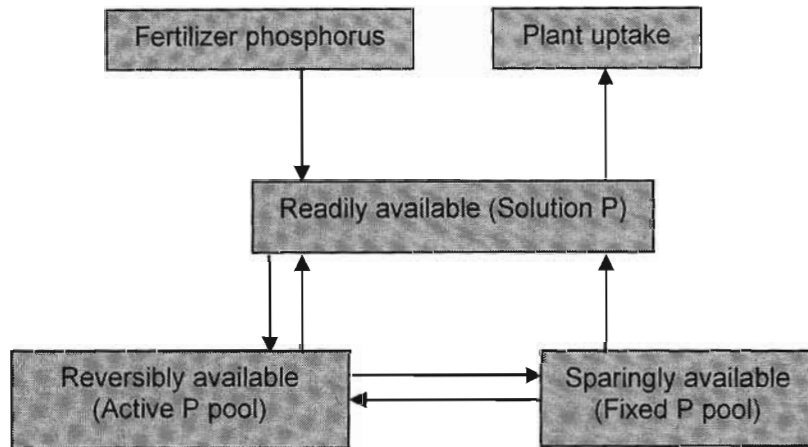 Fertilizer phosphorus
Plant uptake
Readily available (Solution P)
Reversibly available
(Active P pool)
Sparingly available
(Fixed P pool)